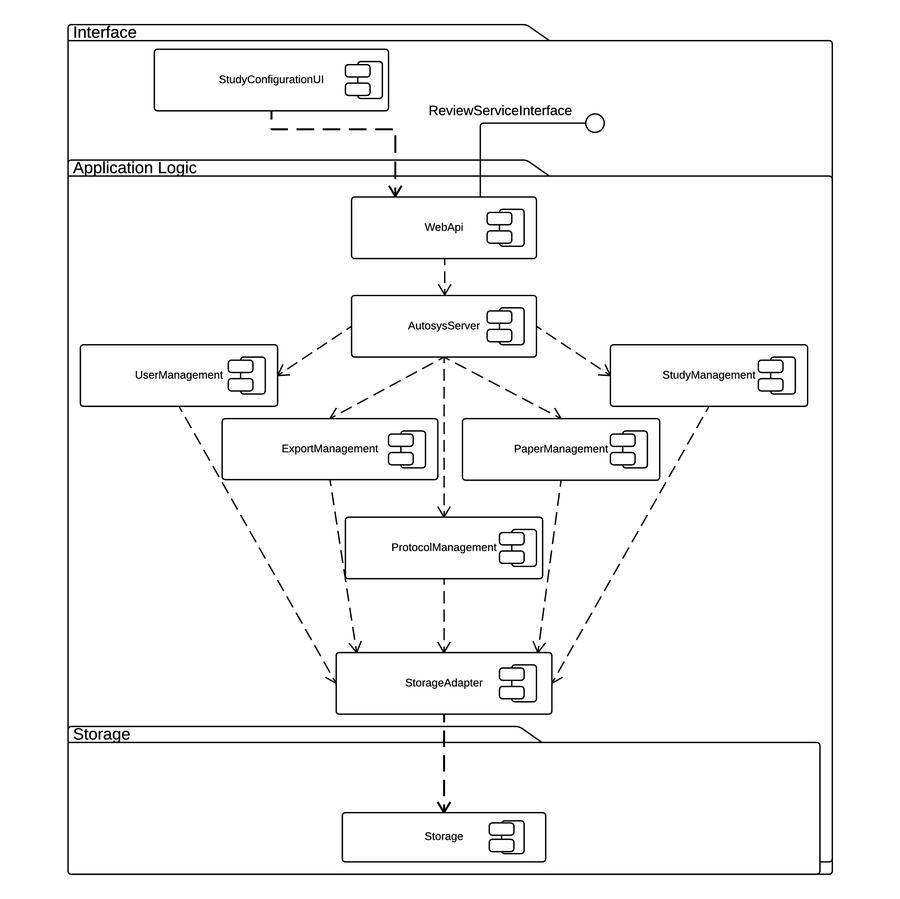 Interface
StudyConfigurationUI
ReviewServiceInterface
Application Logic
WebApi
AutosysServer
UserManagement
StudyManagement
ExportManagement
PaperManagement
ProtocolManagement
StorageAdapter
Storage
Storage